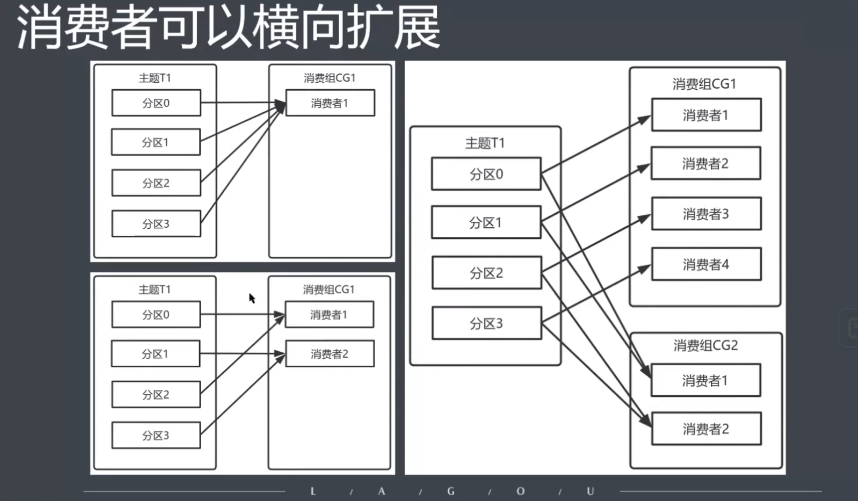 消费者可以横向扩展
主题T1
分区0
分区1
分区2
分区3
消费组CG1
消费者1
主题T1
分区0
分区1
分区2
分区3
消费组CG1
消费者1
消费者2
主题T1
分区0
分区1
分区2
分区3
消费组CG1
消费者1
消费者2
消费者3
消费者4
消费组CG2
消费者1
消费者2
L / A / G / O / U